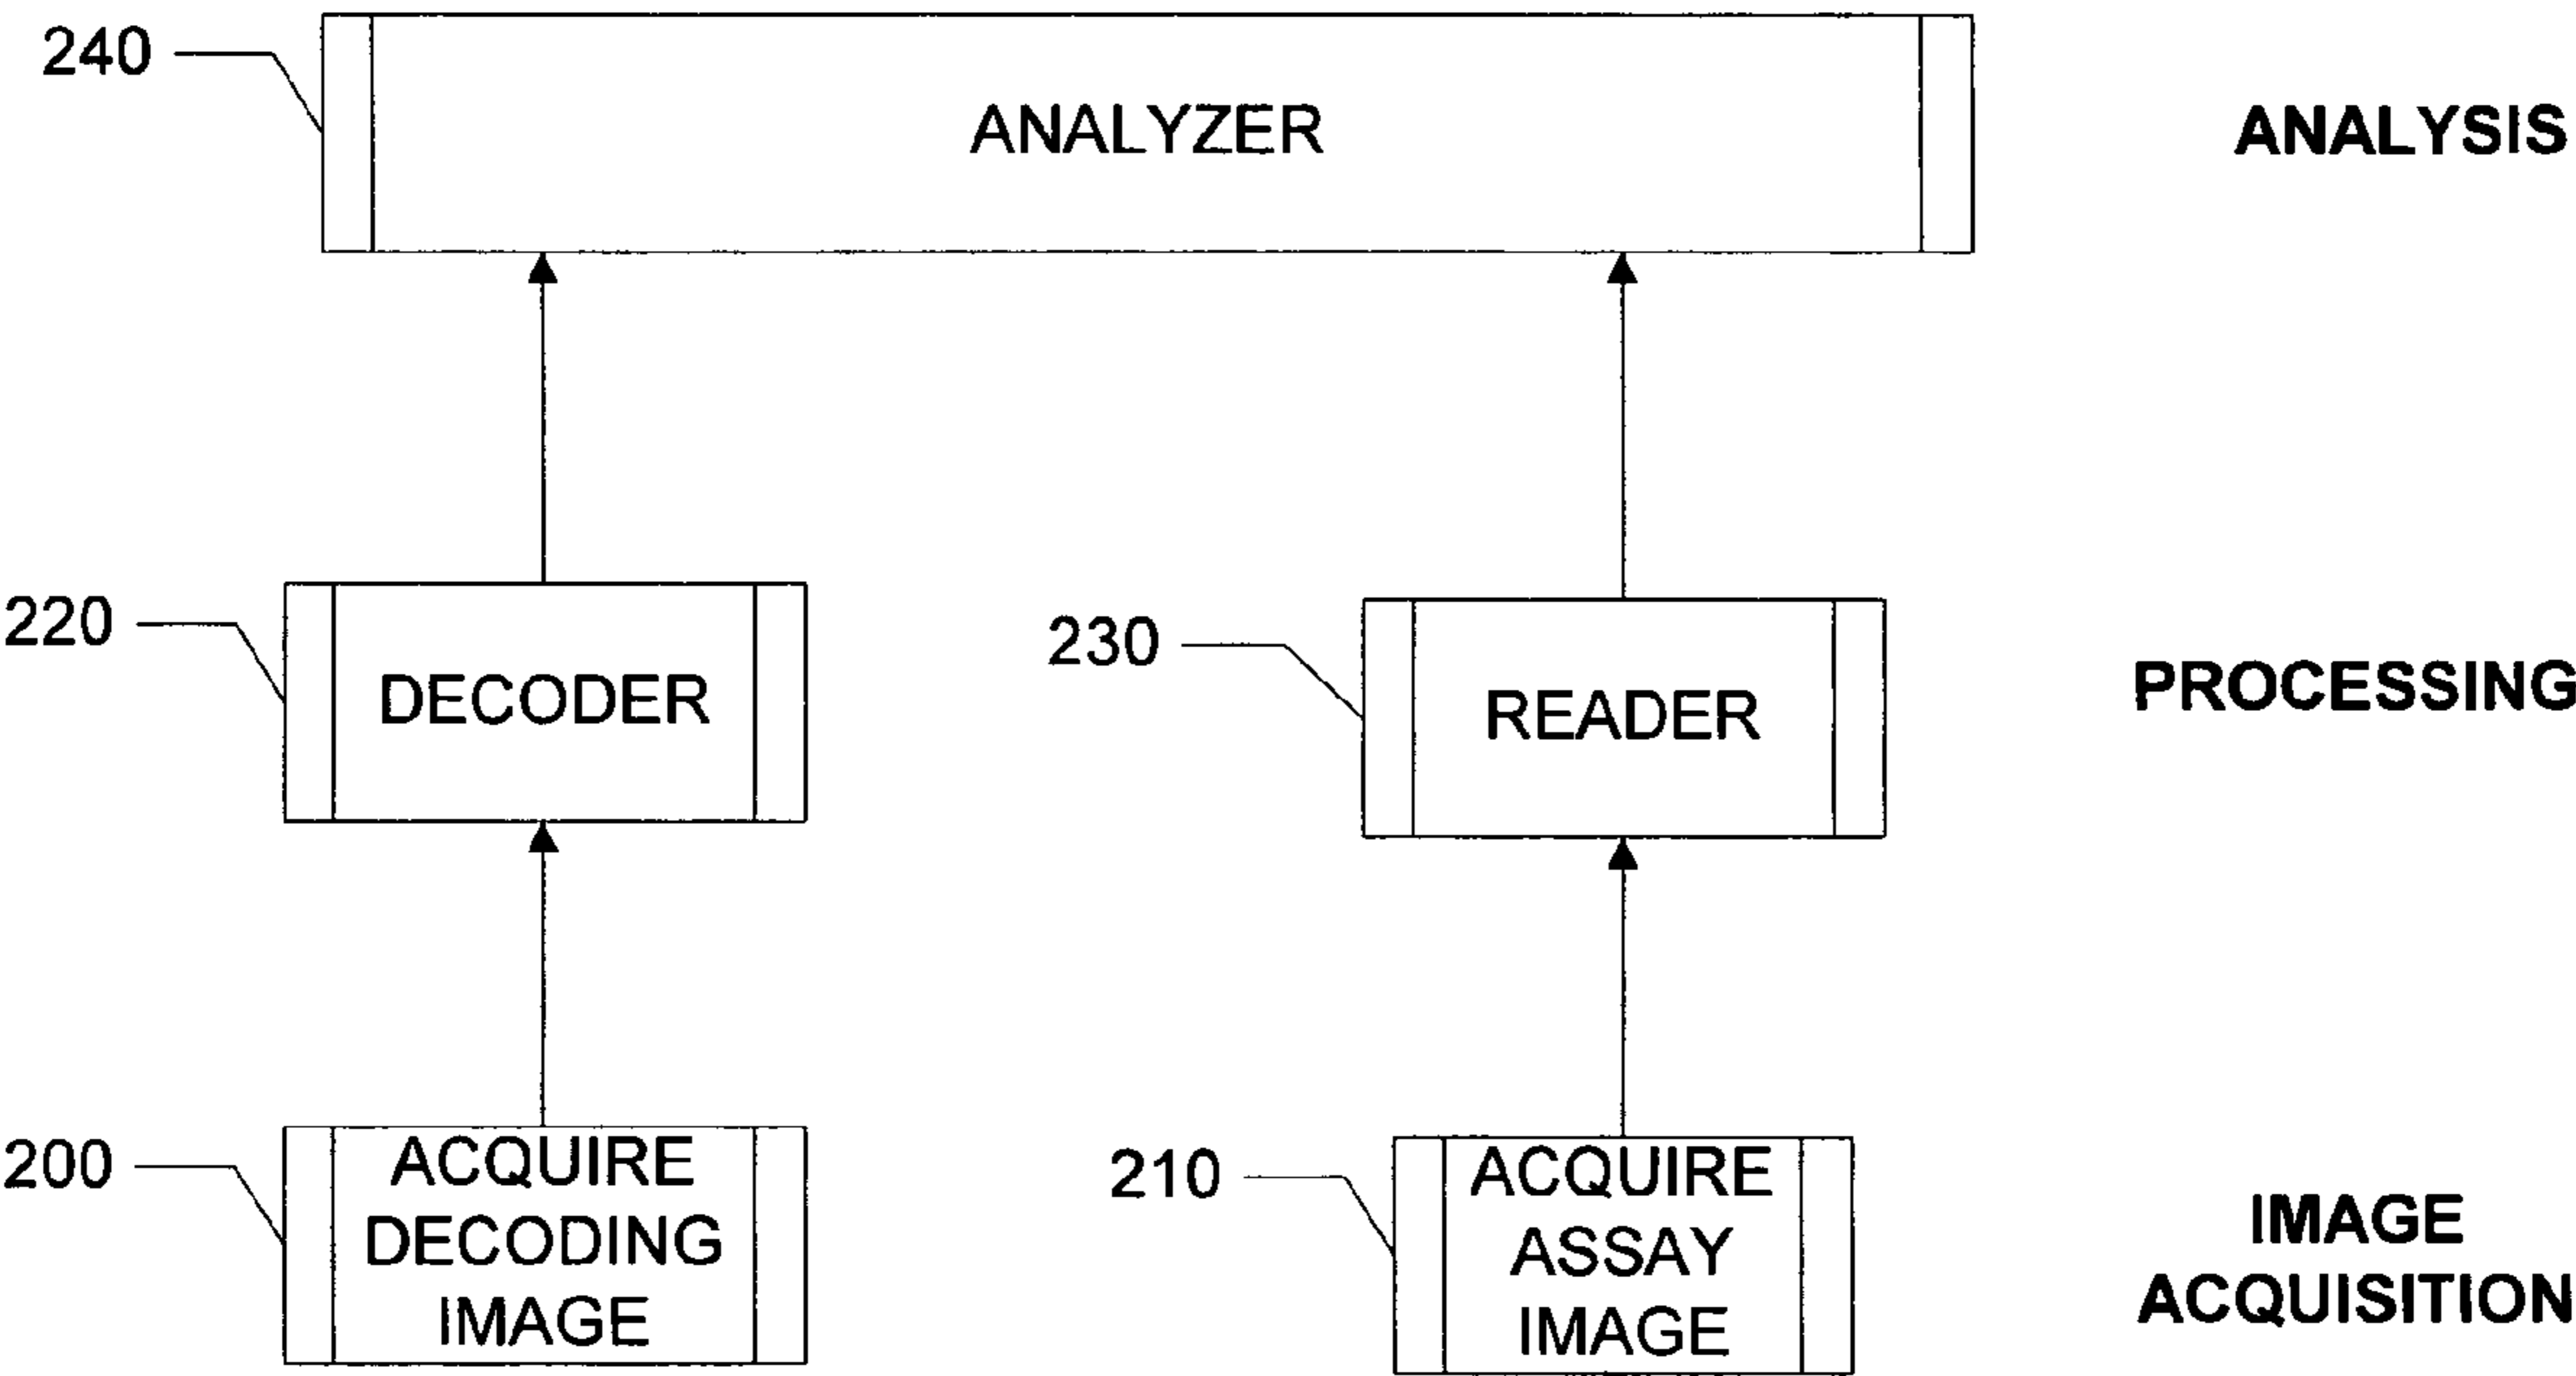 240
ANALYZER
ANALYSIS
220
DECODER
230
READER
PROCESSING
200
ACQUIRE
DECODING
IMAGE
210
ACQUIRE
ASSAY
IMAGE
IMAGE
ACQUISITION